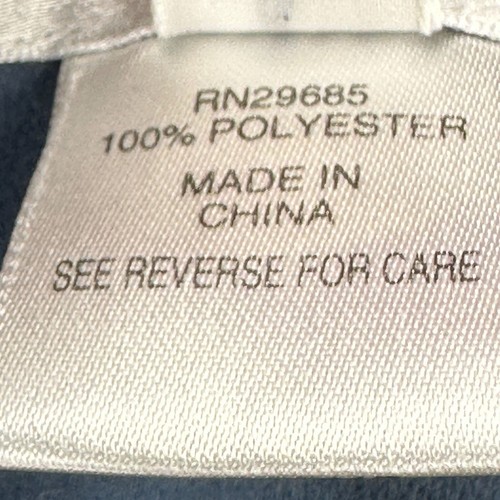 RN29685
100% POLYESTER
MADE IN
CHINA
SEE REVERSE FOR CARE